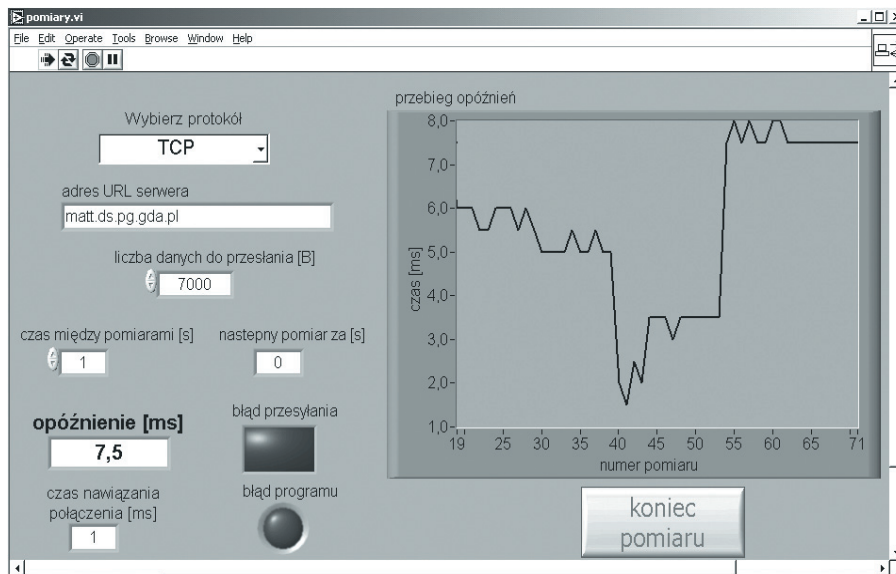 pomiary.vi
File Edit Operate Tools Browse Window Help
Wybierz protokół
TCP
adres URL serwera
matt.ds.pg.gda.pl
liczba danych do przesłania [B]
7000
czas między pomiarami [s]
1
nastepny pomiar za [s]
0
opóźnienie [ms]
7,5
błąd przesyłania
czas nawiązania
połączenia [ms]
1
błąd programu
przebieg opóźnień
czas [ms]
8,0
7,0
6,0
5,0
4,0
3,0
2,0
1,0
19 25 30 35 40 45 50 55 60 65 71
numer pomiaru
koniec
pomiaru